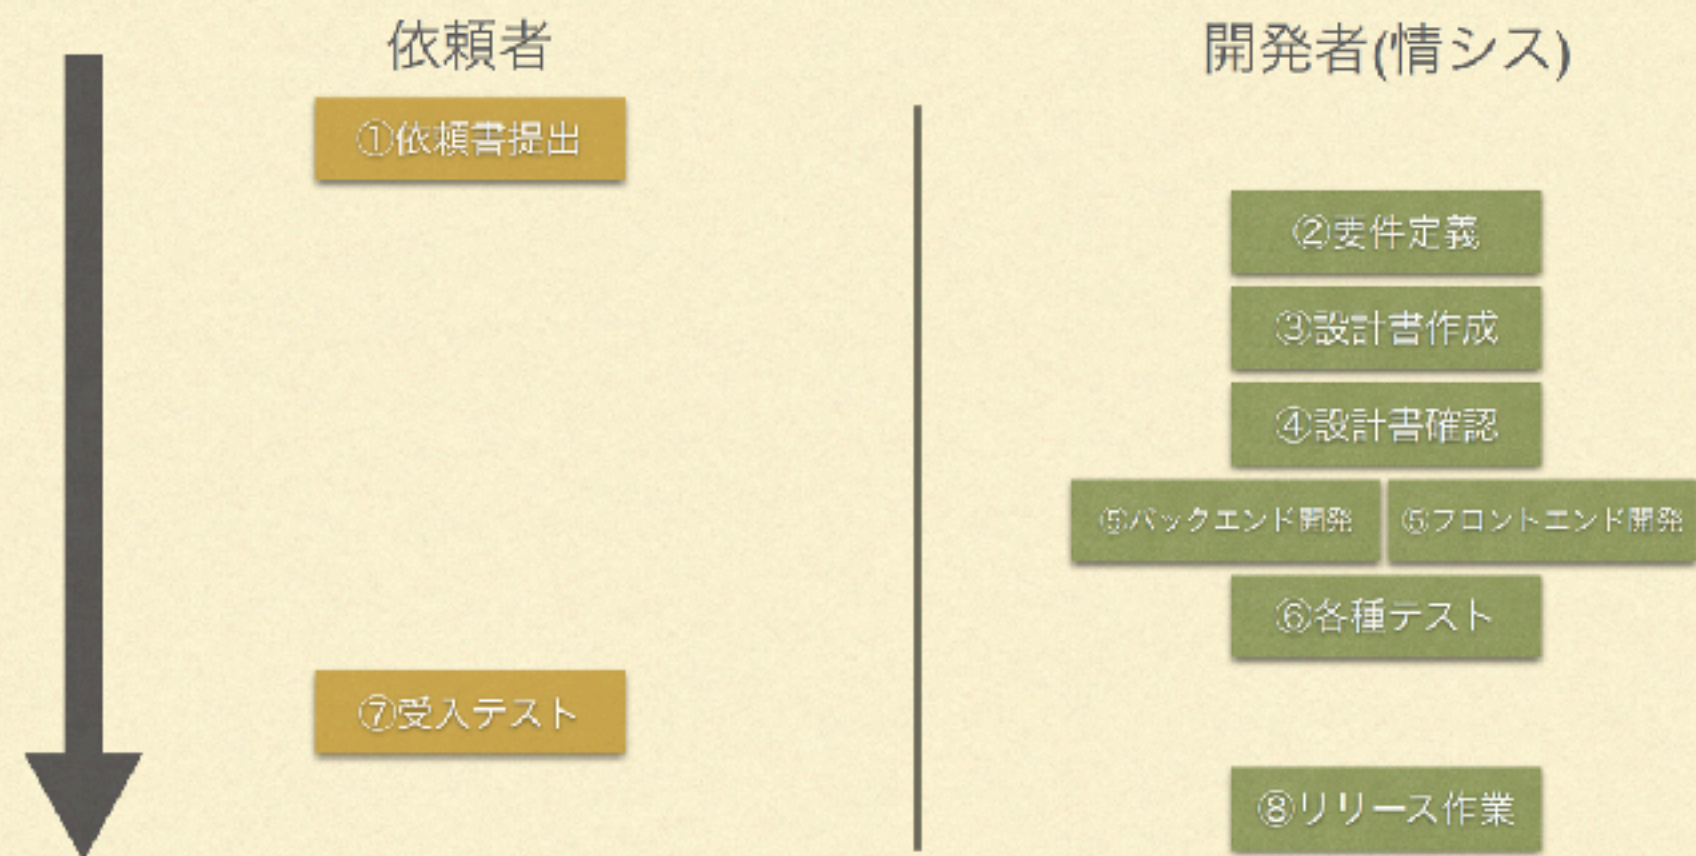 依頼者
開発者(情シス)
①依頼書提出
②要件定義
③設計書作成
④設計書確認
⑤バックエンド開発
⑤フロントエンド開発
⑥各種テスト
⑦受入テスト
⑧リリース作業